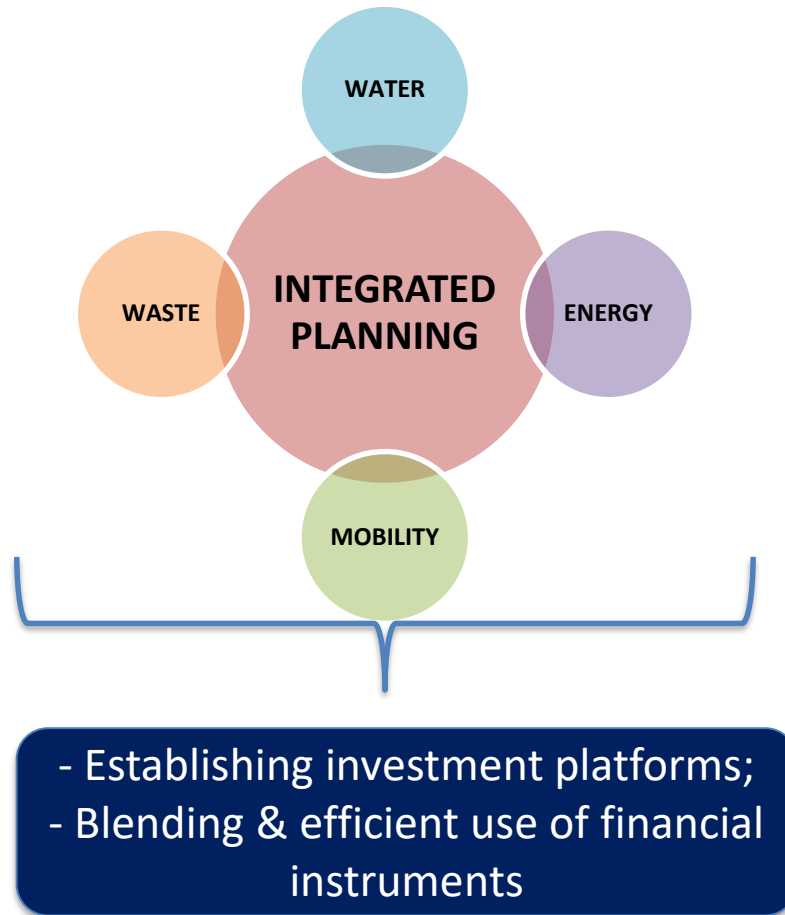 WATER
WASTE
INTEGRATED
PLANNING
ENERGY
MOBILITY
- Establishing investment platforms;
- Blending & efficient use of financial
instruments